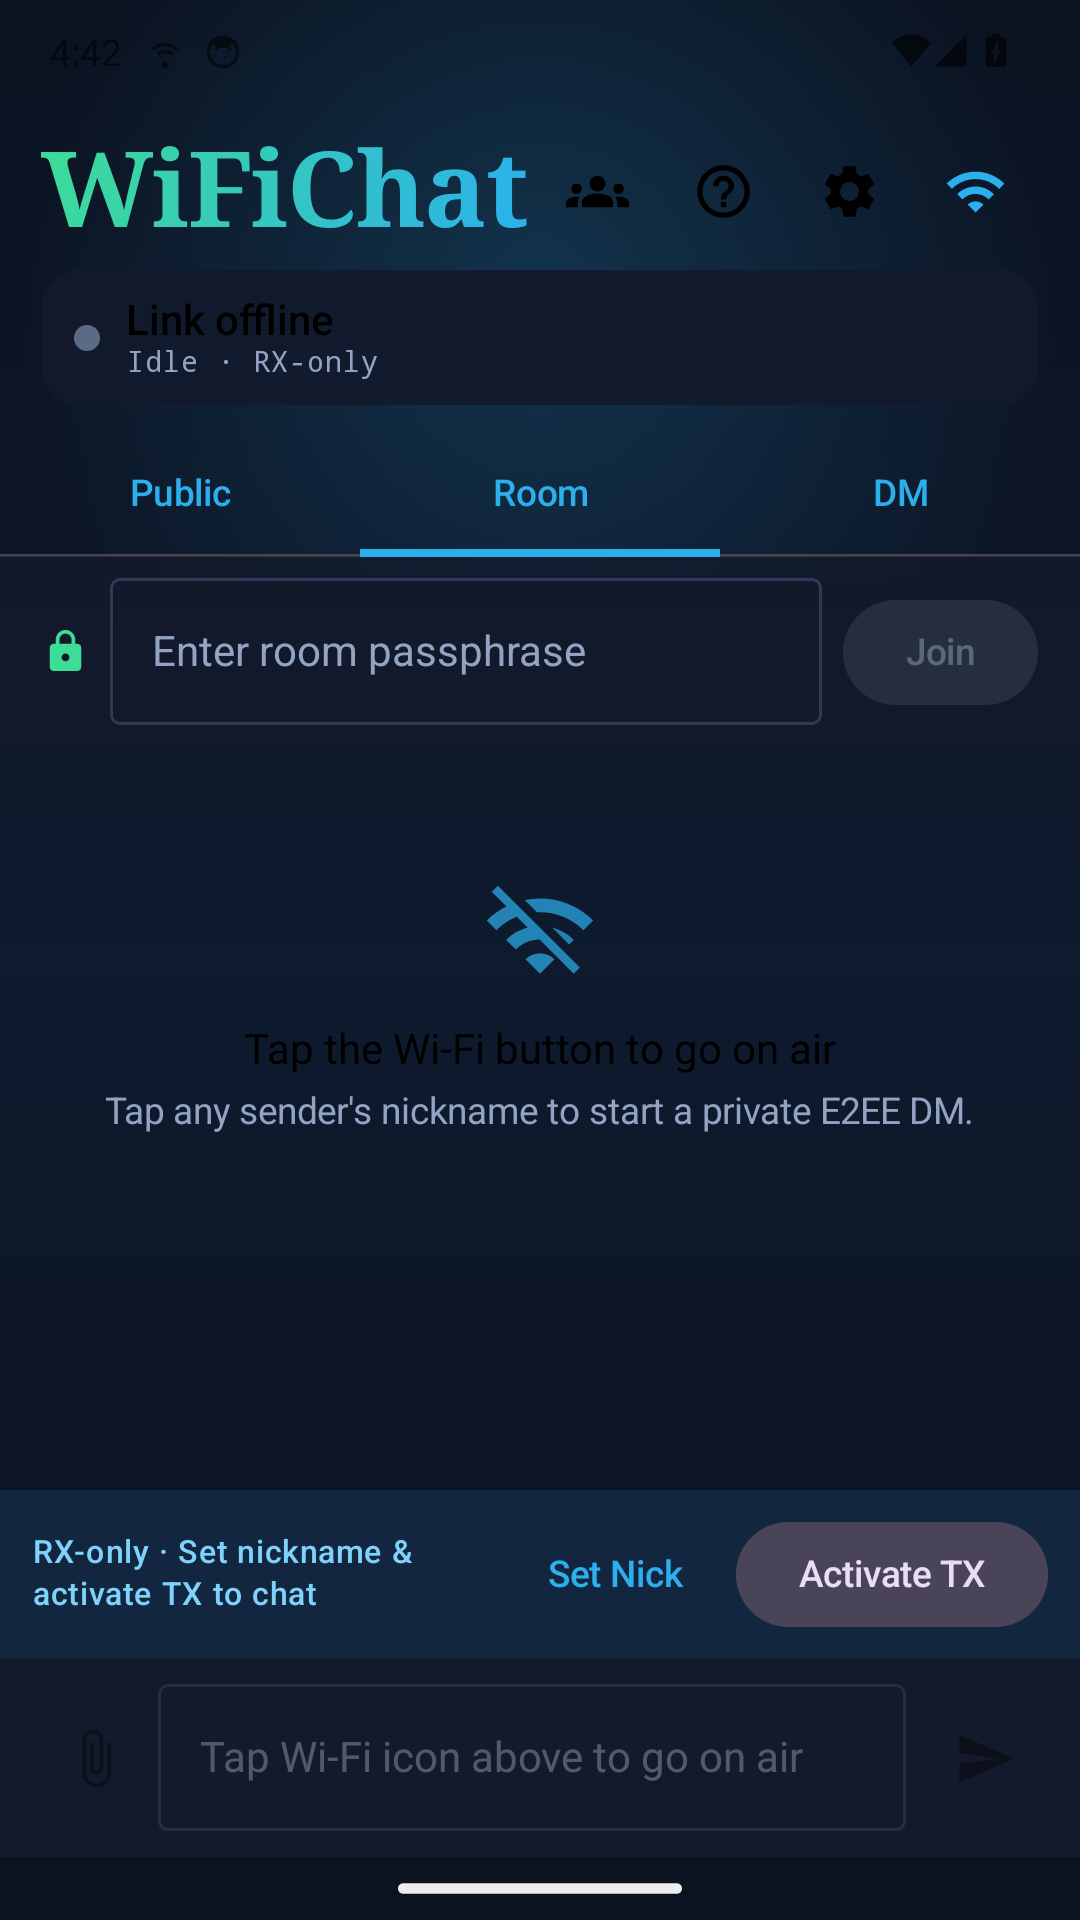 4:42
WiFiChat
Link offline
Idle · RX-only
Public
Room
DM
Enter room passphrase
Join
Tap the Wi-Fi button to go on air
Tap any sender's nickname to start a private E2EE DM.
RX-only · Set nickname &
activate TX to chat
Set Nick
Activate TX
Tap Wi-Fi icon above to go on air